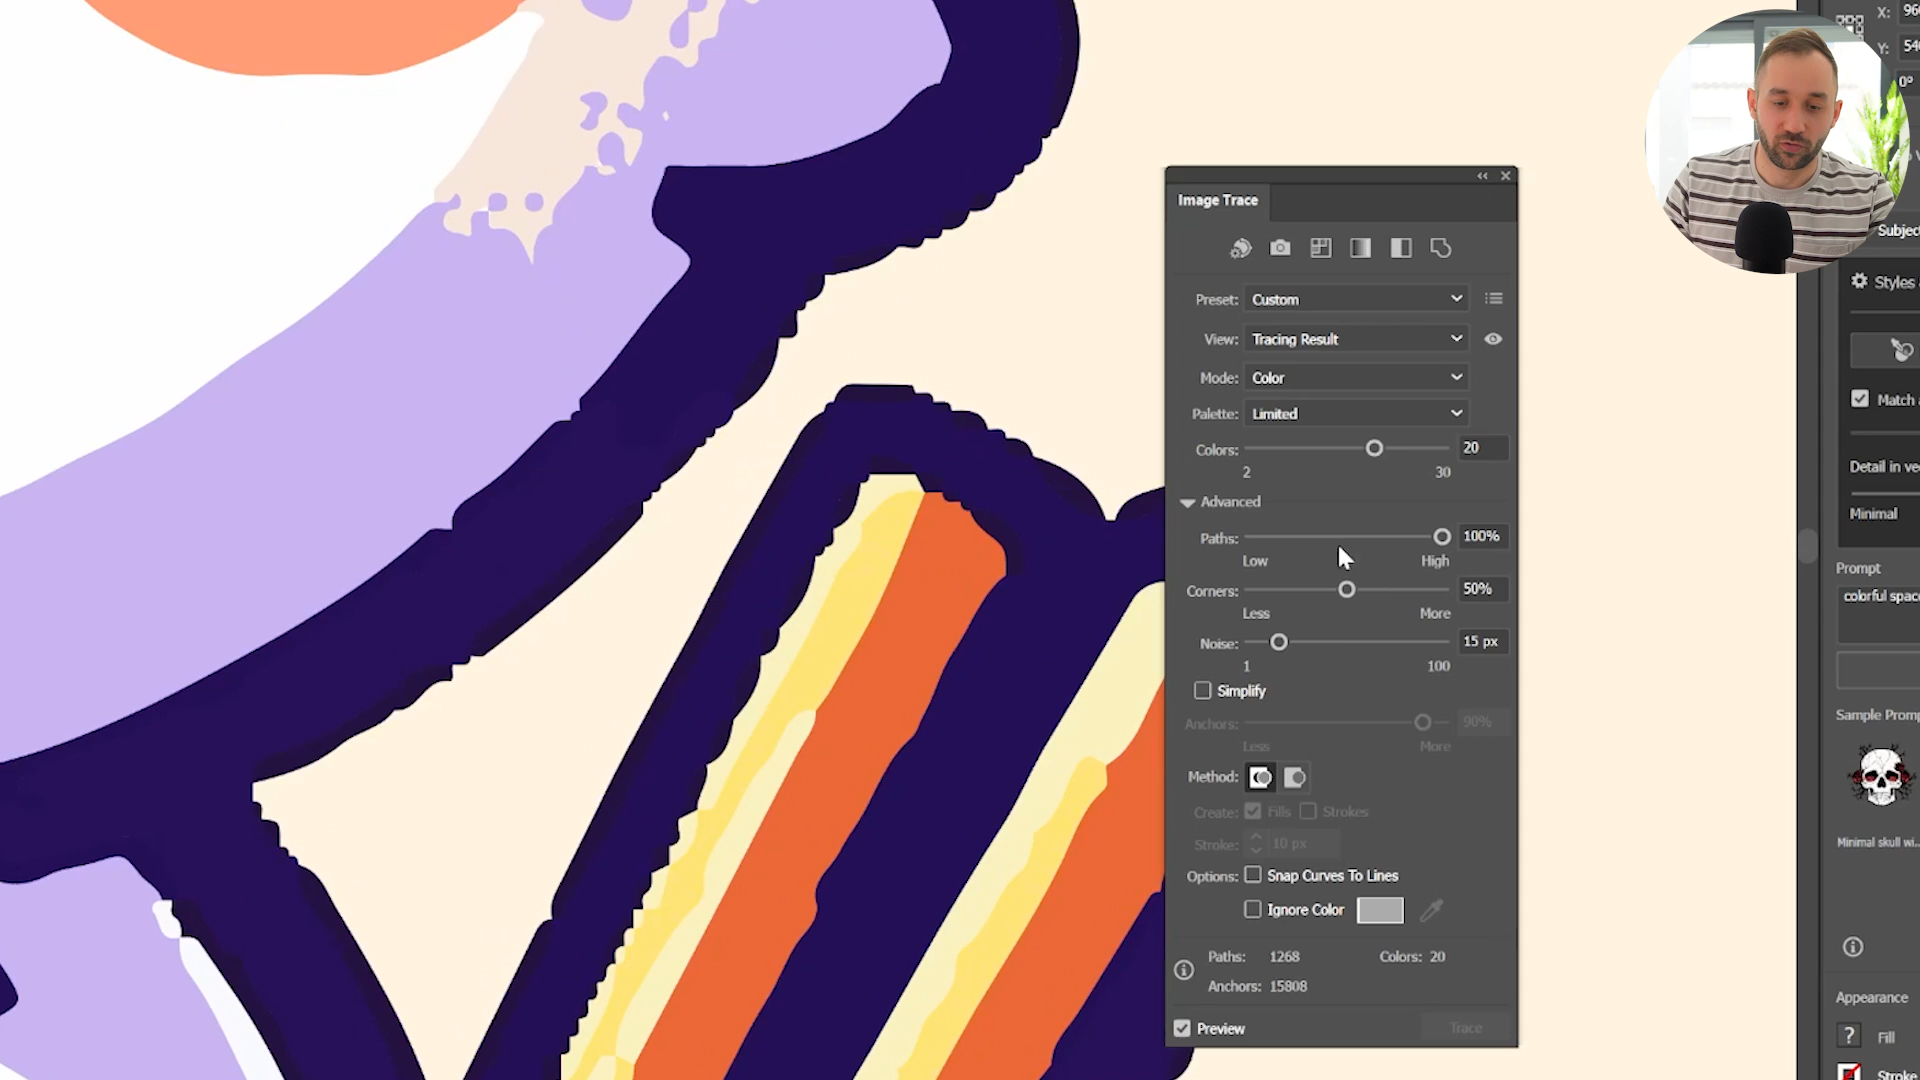 X: 96
Y: 54
0°
Image Trace
Subject
Styles
Preset: Custom
View: Tracing Result
Mode: Color
Match
Palette: Limited
Colors: 20
2 30
Detail in ve
Advanced
Minimal
Paths: 100%
Low High
Prompt
Corners: 50%
colorful space
Less More
Noise: 15 px
1 100
Simplify
Sample Promp
Anchors: 90%
Less More
Method:
Create: Fills Strokes
Stroke: 10 px
Minimal skull wi...
Options: Snap Curves To Lines
Ignore Color
Paths: 1268 Colors: 20
Anchors: 15808
Appearance
Preview Trace
? Fill
Stroke